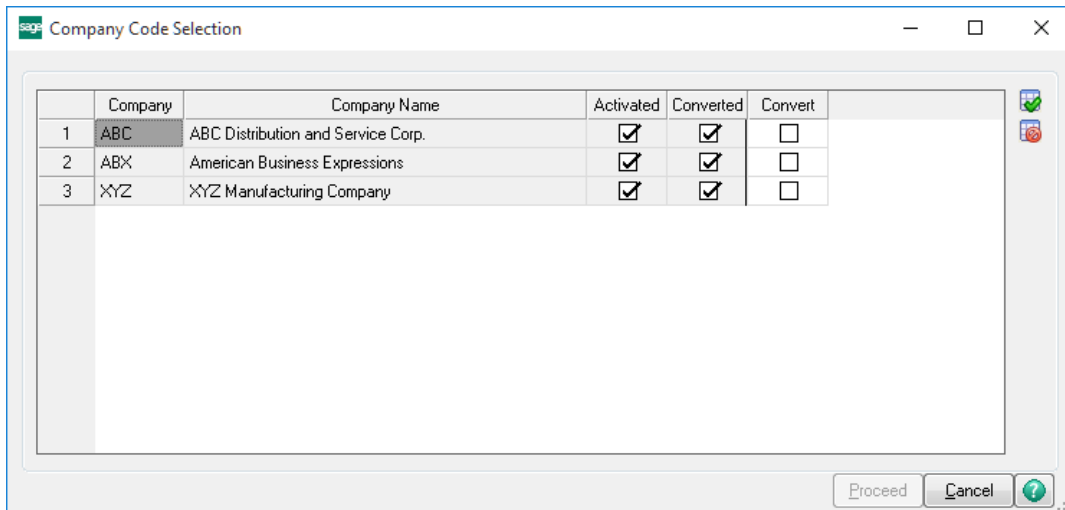 sage Company Code Selection
Company Company Name Activated Converted Convert
1 ABC ABC Distribution and Service Corp.
2 ABX American Business Expressions
3 XYZ XYZ Manufacturing Company
Proceed Cancel ?